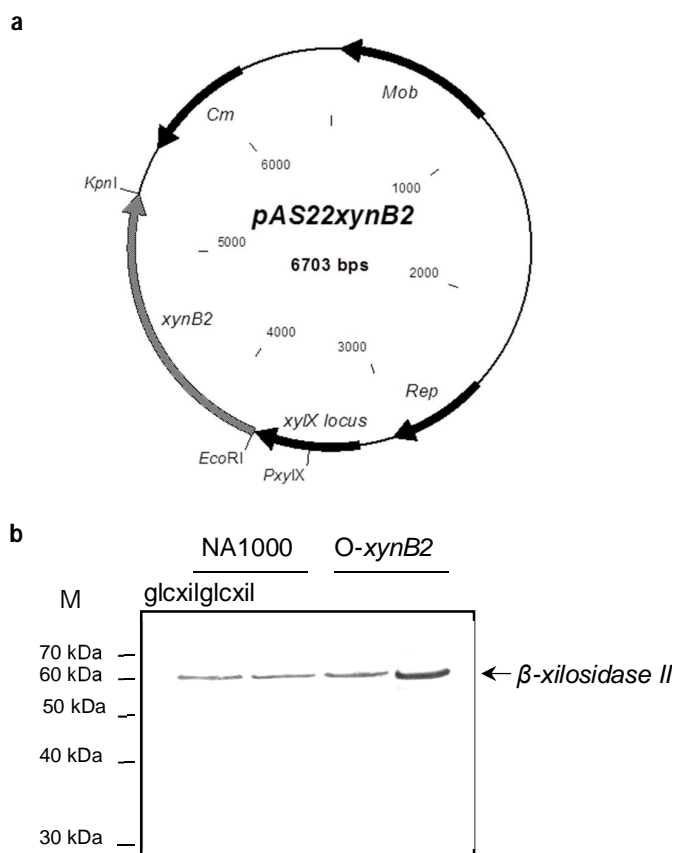 a
Mob
Cm
6000
1000
KpnI
pAS22xynB2
5000
6703 bps
2000
xynB2
4000
3000
Rep
xylX locus
EcoRI
PxylX
b
NA1000 O-xynB2
M glcxilglcxil
70 kDa
60 kDa
β-xilosidase II
50 kDa
40 kDa
30 kDa